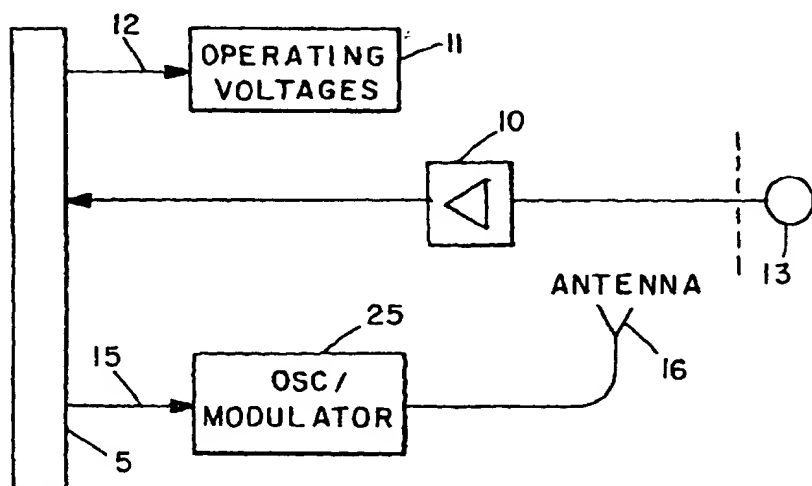 12
OPERATING
VOLTAGES
11
10
13
ANTENNA
16
25
15
OSC/
MODULATOR
5